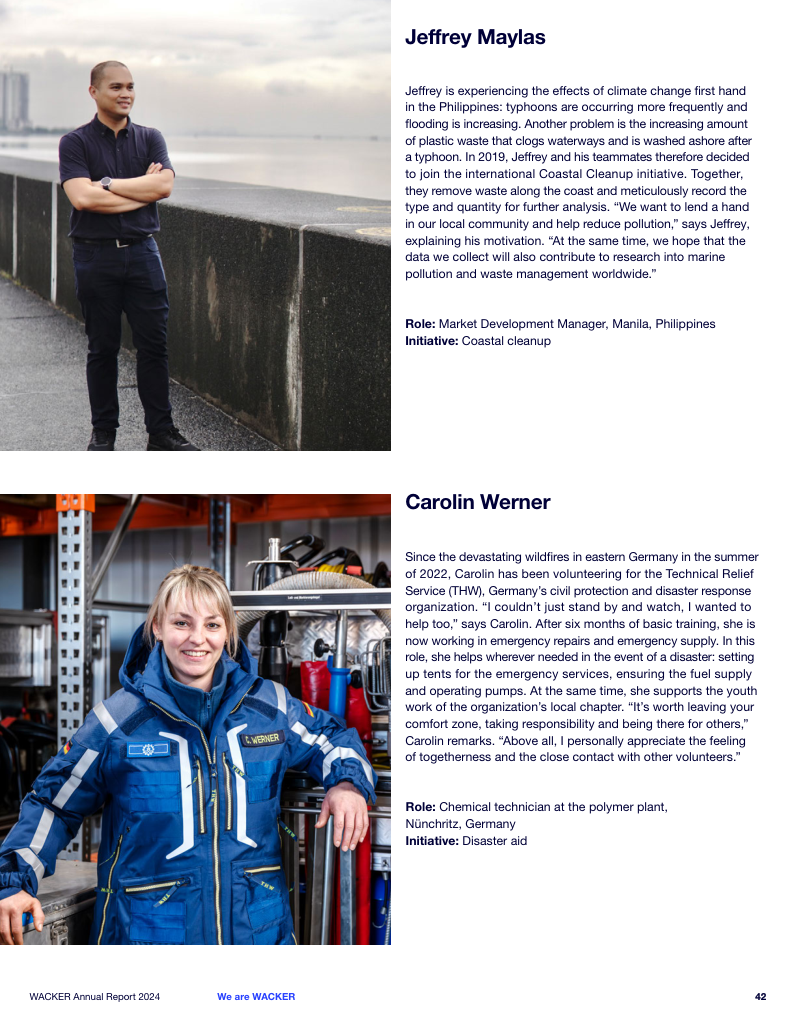 Jeffrey Maylas
Jeffrey is experiencing the effects of climate change first hand
in the Philippines: typhoons are occurring more frequently and
flooding is increasing. Another problem is the increasing amount
of plastic waste that clogs waterways and is washed ashore after
a typhoon. In 2019, Jeffrey and his teammates therefore decided
to join the international Coastal Cleanup initiative. Together,
they remove waste along the coast and meticulously record the
type and quantity for further analysis. “We want to lend a hand
in our local community and help reduce pollution,” says Jeffrey,
explaining his motivation. “At the same time, we hope that the
data we collect will also contribute to research into marine
pollution and waste management worldwide.”
Role: Market Development Manager, Manila, Philippines
Initiative: Coastal cleanup
C. WERNER
THW
THW
THW
THW
Carolin Werner
Since the devastating wildfires in eastern Germany in the summer
of 2022, Carolin has been volunteering for the Technical Relief
Service (THW), Germany’s civil protection and disaster response
organization. “I couldn’t just stand by and watch, I wanted to
help too,” says Carolin. After six months of basic training, she is
now working in emergency repairs and emergency supply. In this
role, she helps wherever needed in the event of a disaster: setting
up tents for the emergency services, ensuring the fuel supply
and operating pumps. At the same time, she supports the youth
work of the organization’s local chapter. “It’s worth leaving your
comfort zone, taking responsibility and being there for others,”
Carolin remarks. “Above all, I personally appreciate the feeling
of togetherness and the close contact with other volunteers.”
Role: Chemical technician at the polymer plant,
Nünchritz, Germany
Initiative: Disaster aid
WACKER Annual Report 2024
We are WACKER
42